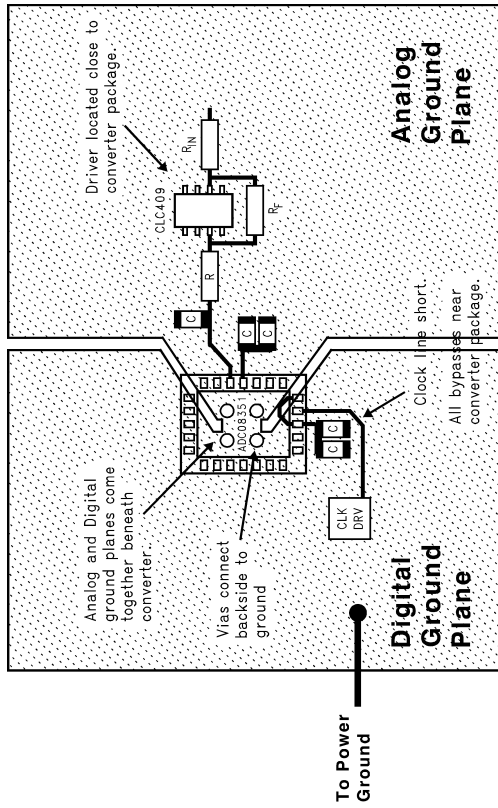 Driver located close to
converter package.
Analog
Ground
Plane
R_IN
CLC409
R_F
R
C
C
C
Clock line short.
All bypasses near
converter package.
ADC08351
C
C
Analog and Digital
ground planes come
together beneath
converter.
Vias connect
backside to
ground
CLK
DRV
Digital
Ground
Plane
To Power
Ground